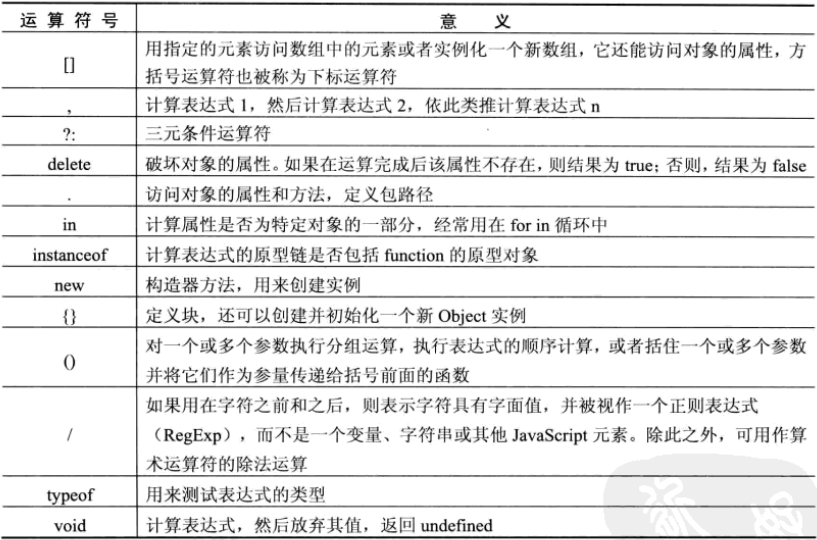 运 算 符 号 意 义
[] 用指定的元素访问数组中的元素或者实例化一个新数组，它还能访问对象的属性，方
括号运算符也被称为下标运算符
, 计算表达式 1，然后计算表达式 2，依此类推计算表达式 n
?: 三元条件运算符
delete 破坏对象的属性。如果在运算完成后该属性不存在，则结果为 true；否则，结果为 false
. 访问对象的属性和方法，定义包路径
in 计算属性是否为特定对象的一部分，经常用在 for in 循环中
instanceof 计算表达式的原型链是否包括 function 的原型对象
new 构造器方法，用来创建实例
{} 定义块，还可以创建并初始化一个新 Object 实例
() 对一个或多个参数执行分组运算，执行表达式的顺序计算，或者括住一个或多个参数
并将它们作为参量传递给括号前面的函数
/ 如果用在字符之前和之后，则表示字符具有字面值，并被视作一个正则表达式
（RegExp），而不是一个变量、字符串或其他 JavaScript 元素。除此之外，可用作算
术运算符的除法运算
typeof 用来测试表达式的类型
void 计算表达式，然后放弃其值，返回 undefined